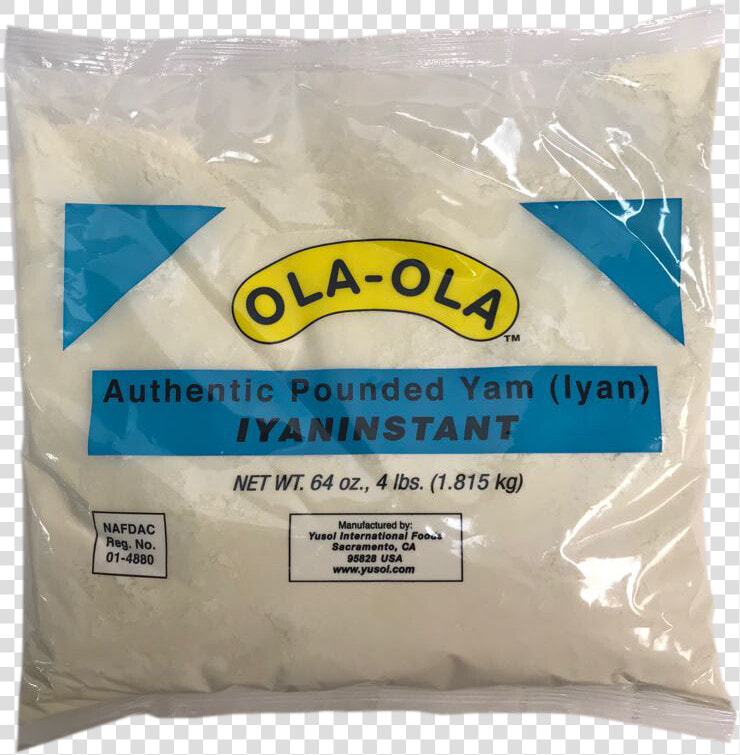 OLA-OLA
TM
Authentic Pounded Yam (Iyan)
IYANINSTANT
NET WT. 64 oz., 4 lbs. (1.815 kg)
NAFDAC
Reg. No.
01-4880
Manufactured by:
Yusol International Foods
Sacramento, CA
95828 USA
www.yusol.com